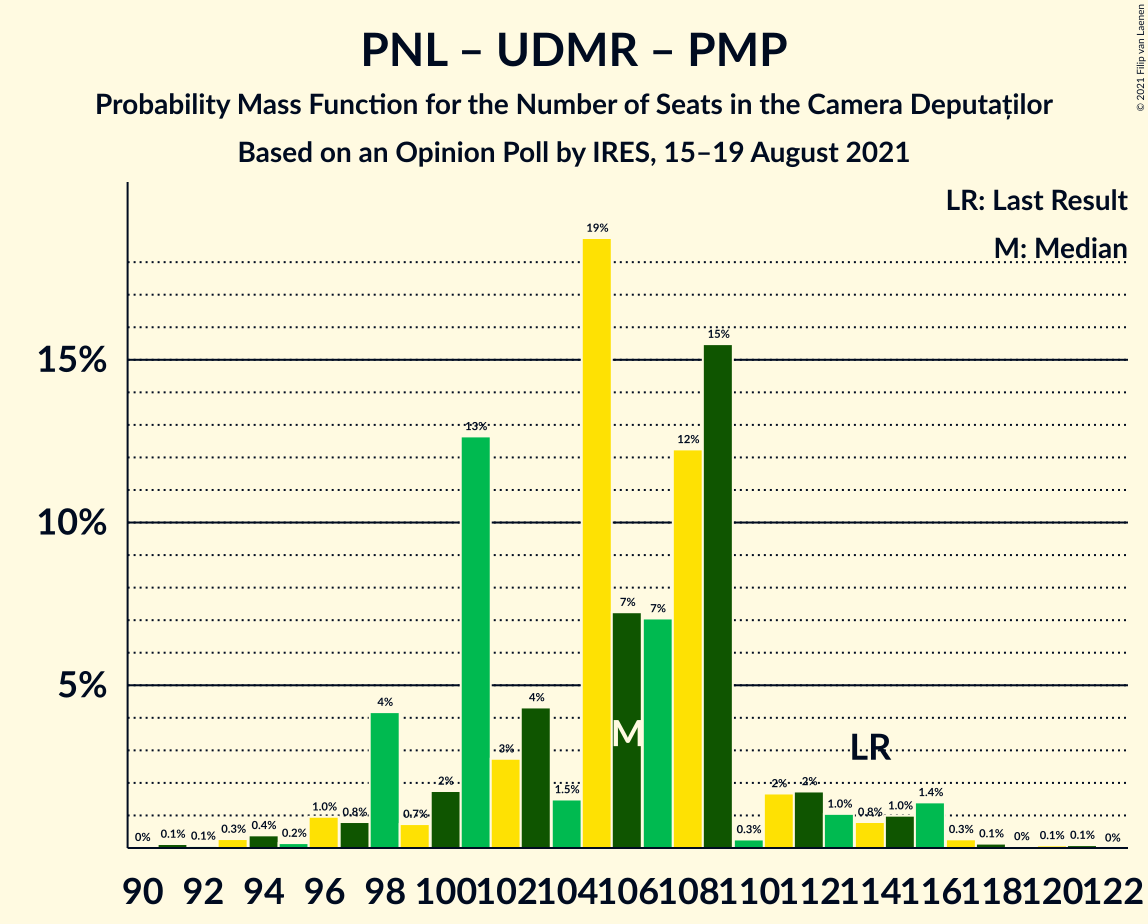 PNL – UDMR – PMP
Probability Mass Function for the Number of Seats in the Camera Deputaților
Based on an Opinion Poll by IRES, 15–19 August 2021
© 2021 Filip van Laenen
LR: Last Result
M: Median
15%
10%
5%
0% 0.1% 0.1% 0.3% 0.4% 0.2% 1.0% 0.8% 4% 0.7% 2% 13% 3% 4% 1.5% 19% 7% 7% 12% 15% 0.3% 2% 2% 1.0% 0.8% 1.0% 1.4% 0.3% 0.1% 0% 0.1% 0.1% 0%
M
LR
90 92 94 96 98 100 102 104 106 108 110 112 114 116 118 120 122